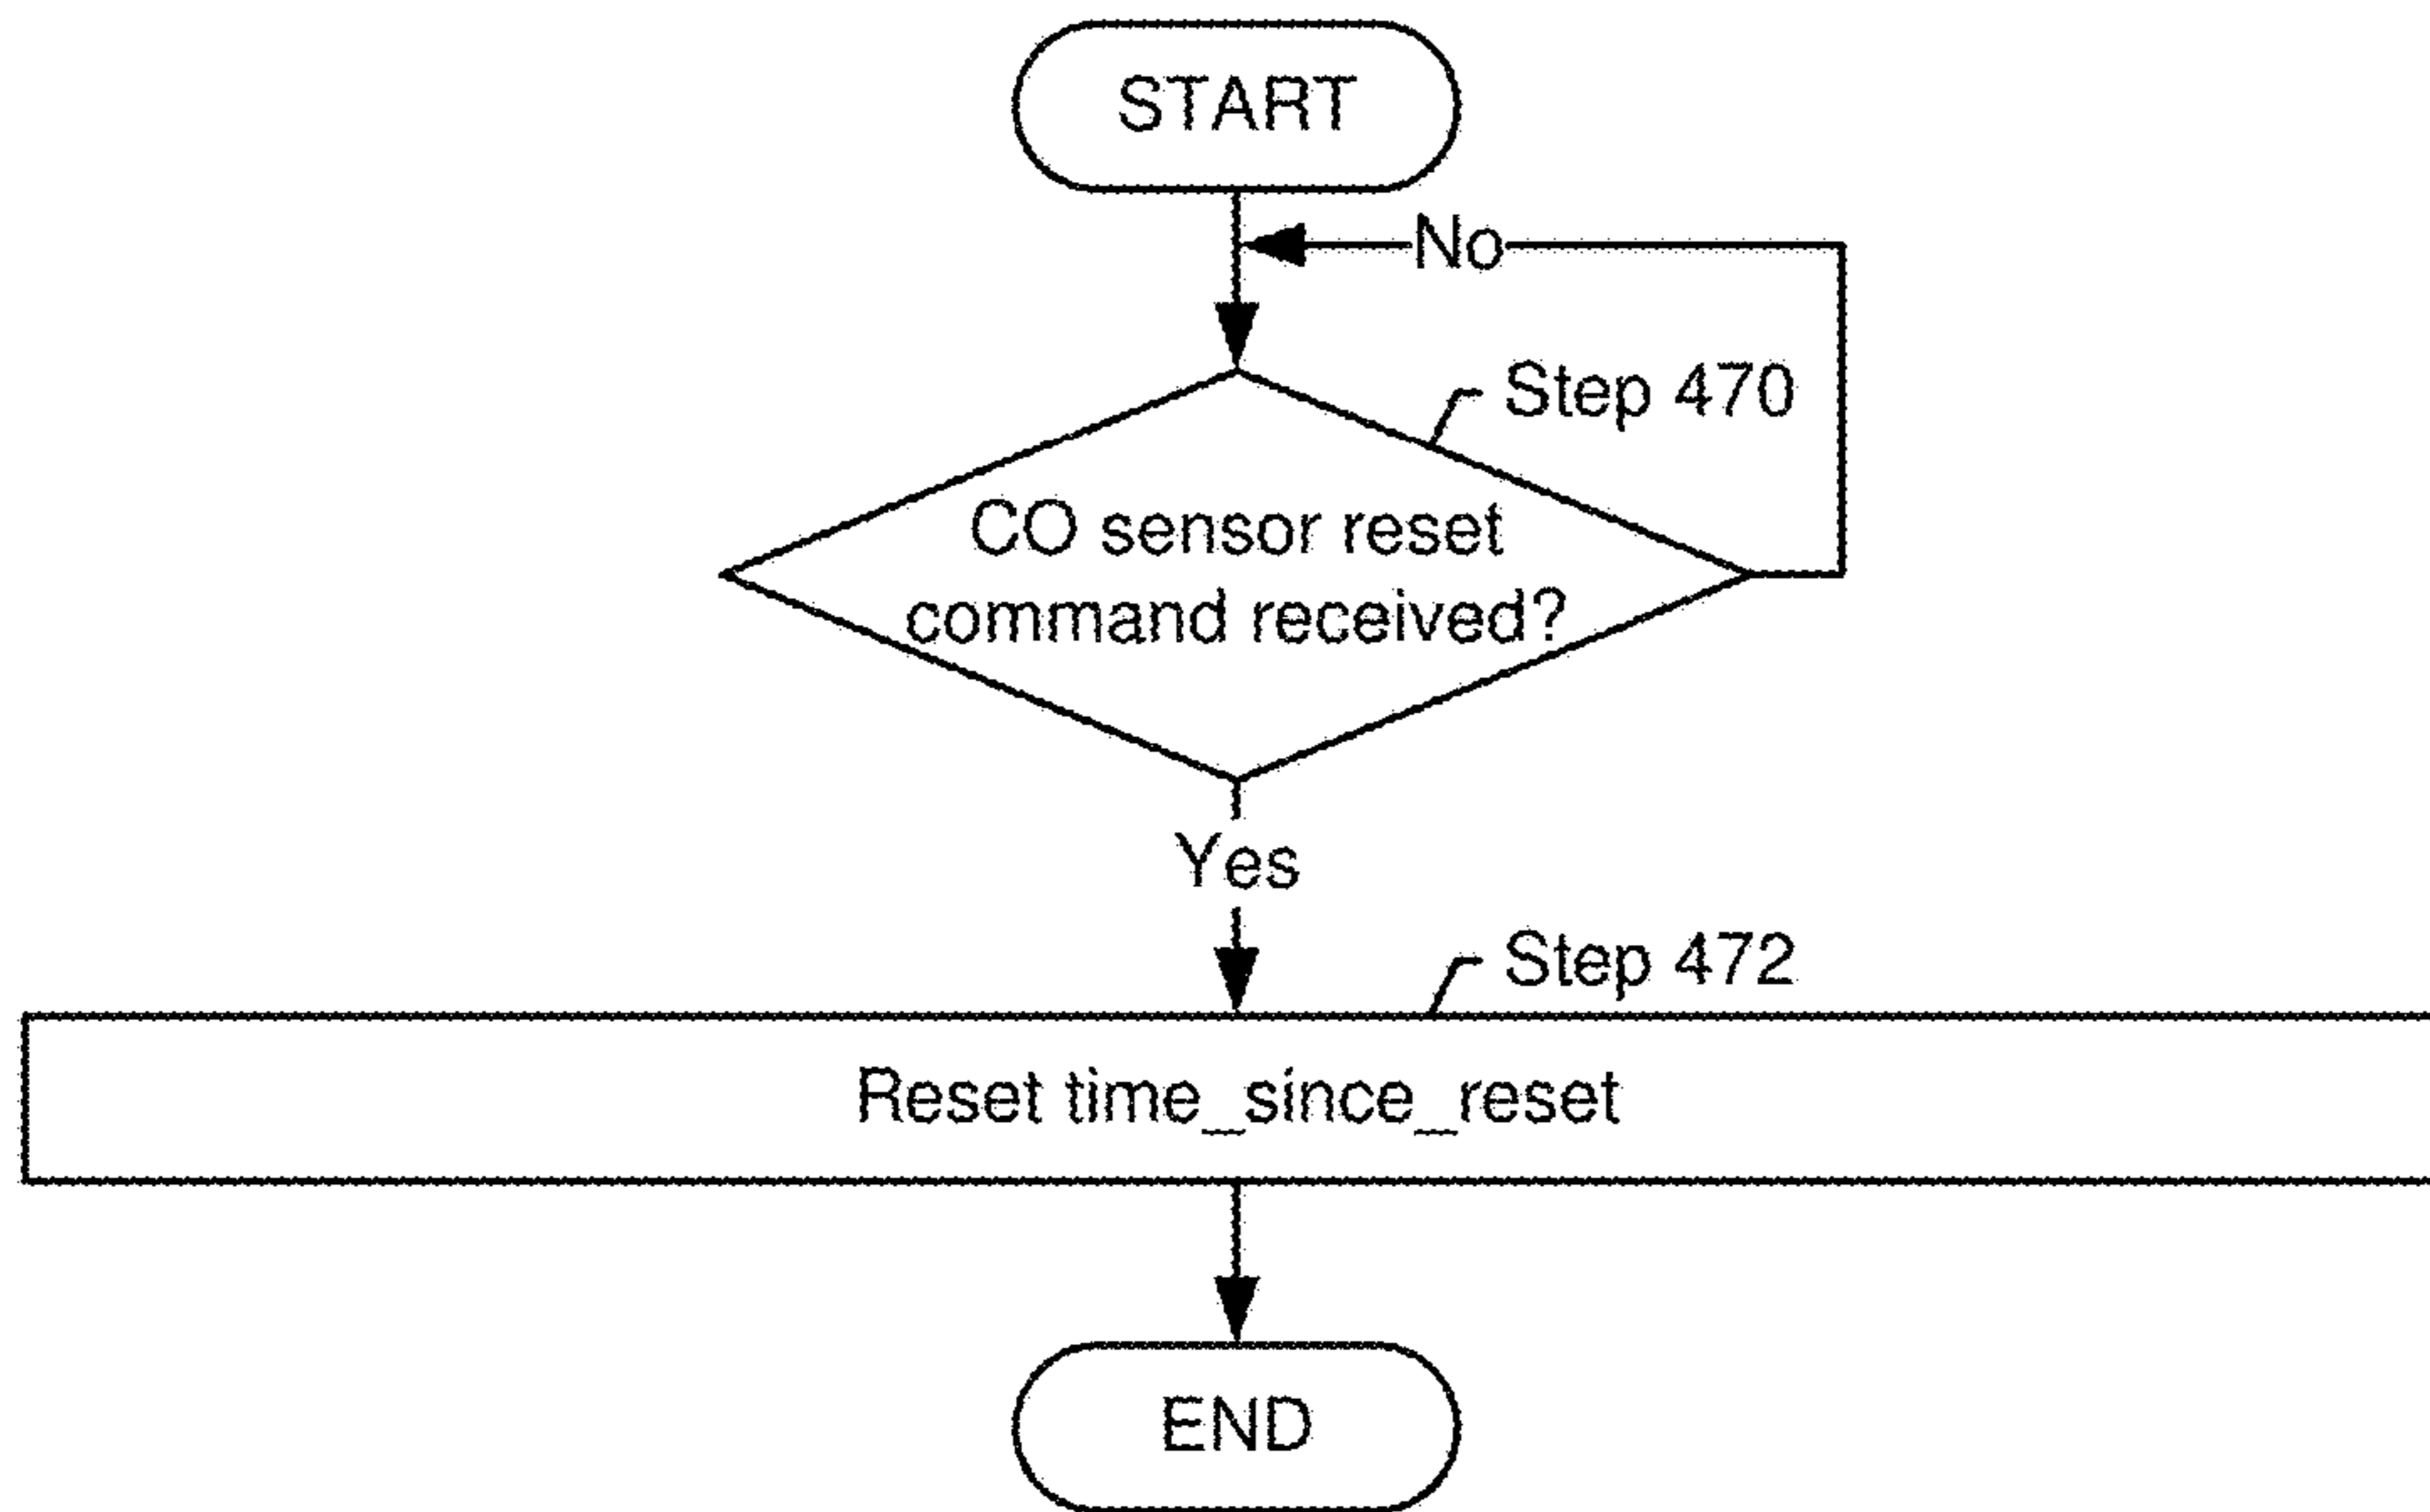 START
No
Step 470
CO sensor reset
command received?
Yes
Step 472
Reset time_since_reset
END